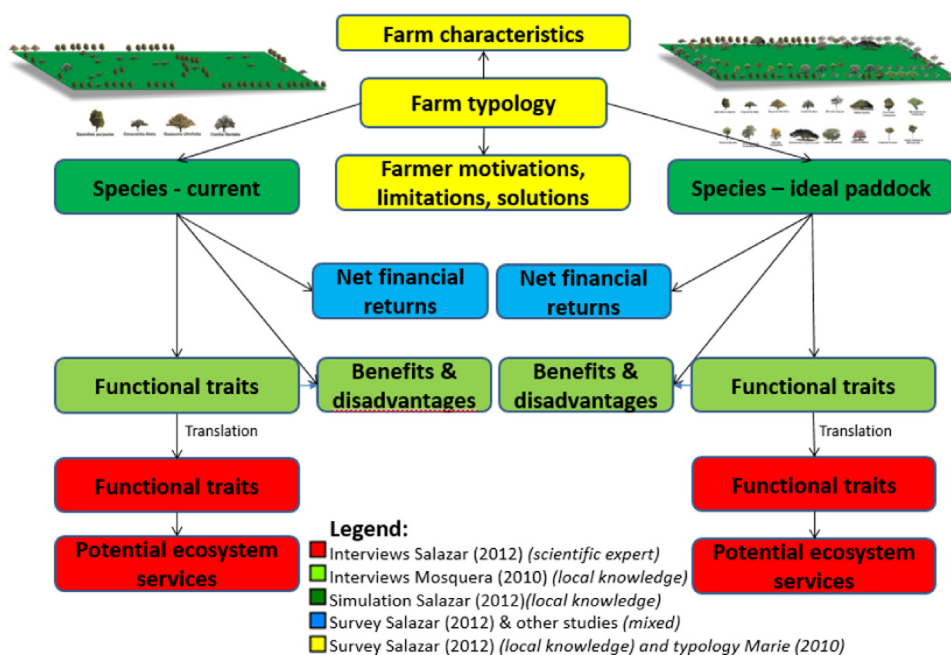 Farm characteristics
Farm typology
Species - current
Farmer motivations,
limitations, solutions
Species – ideal paddock
Net financial
returns
Net financial
returns
Functional traits
Benefits &
disadvantages
Benefits &
disadvantages
Functional traits
Translation
Translation
Functional traits
Functional traits
Potential ecosystem
services
Potential ecosystem
services
Legend:
Interviews Salazar (2012) (scientific expert)
Interviews Mosquera (2010) (local knowledge)
Simulation Salazar (2012)(local knowledge)
Survey Salazar (2012) & other studies (mixed)
Survey Salazar (2012) (local knowledge) and typology Marie (2010)